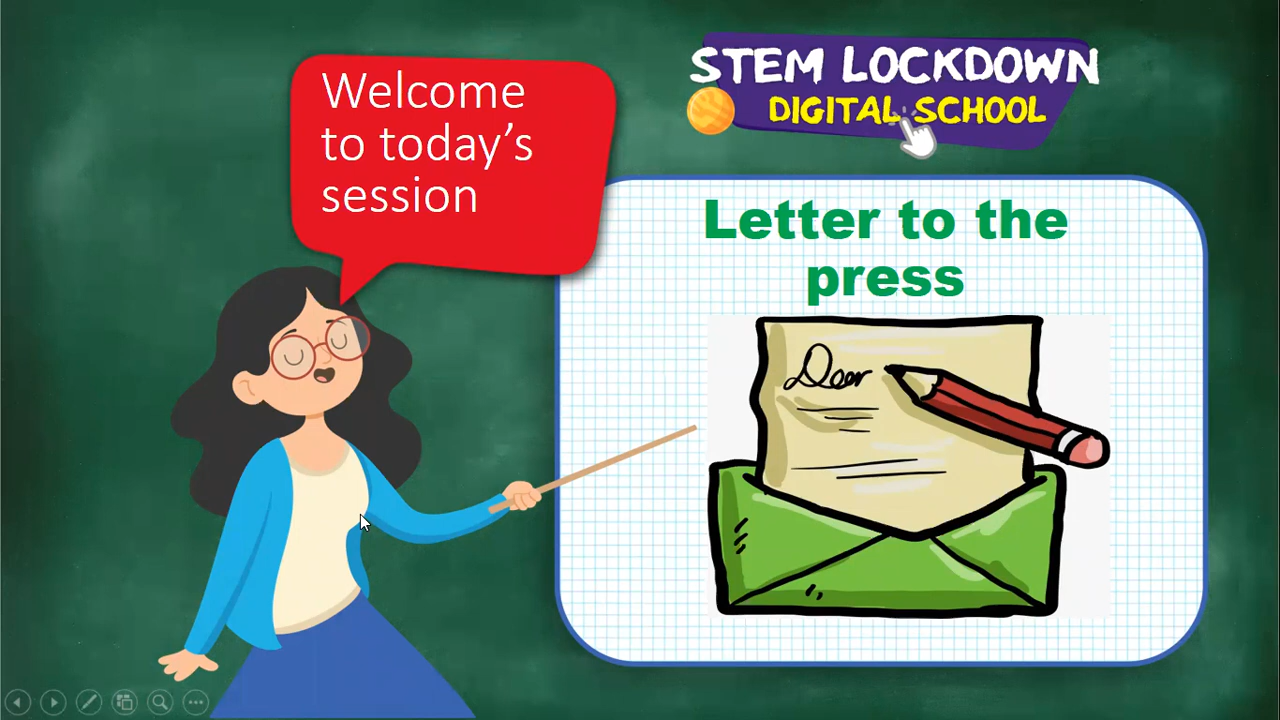 Welcome
to today’s
session
STEM LOCKDOWN
DIGITAL SCHOOL
Letter to the
press
Dear